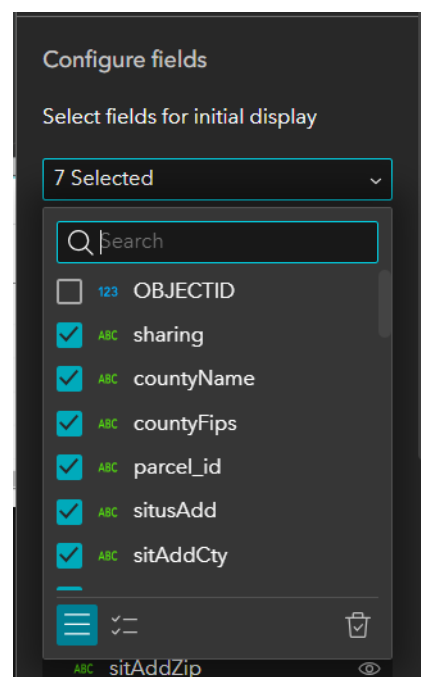 Configure fields
Select fields for initial display
7 Selected
Search
123 OBJECTID
ABC sharing
ABC countyName
ABC countyFips
ABC parcel_id
ABC situsAdd
ABC sitAddCty
ABC sitAddZip